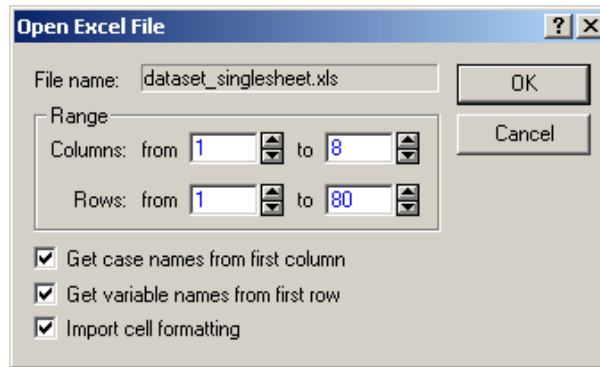 Open Excel File
File name: dataset_singlesheet.xls
OK
Range
Columns: from 1 to 8
Cancel
Rows: from 1 to 80
Get case names from first column
Get variable names from first row
Import cell formatting